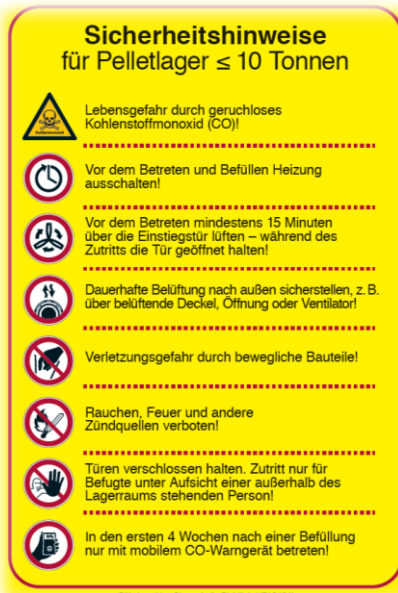 Sicherheitshinweise
für Pelletlager ≤ 10 Tonnen
Lebensgefahr durch geruchloses
Kohlenstoffmonoxid (CO)!
Vor dem Betreten und Befüllen Heizung
ausschalten!
Vor dem Betreten mindestens 15 Minuten
über die Einstiegstür lüften – während des
Zutritts die Tür geöffnet halten!
Dauerhafte Belüftung nach außen sicherstellen, z. B.
über belüftende Deckel, Öffnung oder Ventilator!
Verletzungsgefahr durch bewegliche Bauteile!
Rauchen, Feuer und andere
Zündquellen verboten!
Türen verschlossen halten. Zutritt nur für
Befugte unter Aufsicht einer außerhalb des
Lagerraums stehenden Person!
In den ersten 4 Wochen nach einer Befüllung
nur mit mobilem CO-Warngerät betreten!